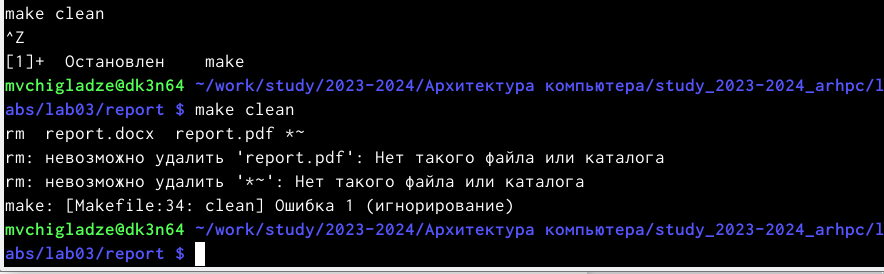 make clean
^Z
[1]+  Остановлен    make
mvchigladze@dk3n64 ~/work/study/2023-2024/Архитектура компьютера/study_2023-2024_arhpc/l
abs/lab03/report $ make clean
rm  report.docx  report.pdf *~
rm: невозможно удалить 'report.pdf': Нет такого файла или каталога
rm: невозможно удалить '*~': Нет такого файла или каталога
make: [Makefile:34: clean] Ошибка 1 (игнорирование)
mvchigladze@dk3n64 ~/work/study/2023-2024/Архитектура компьютера/study_2023-2024_arhpc/l
abs/lab03/report $